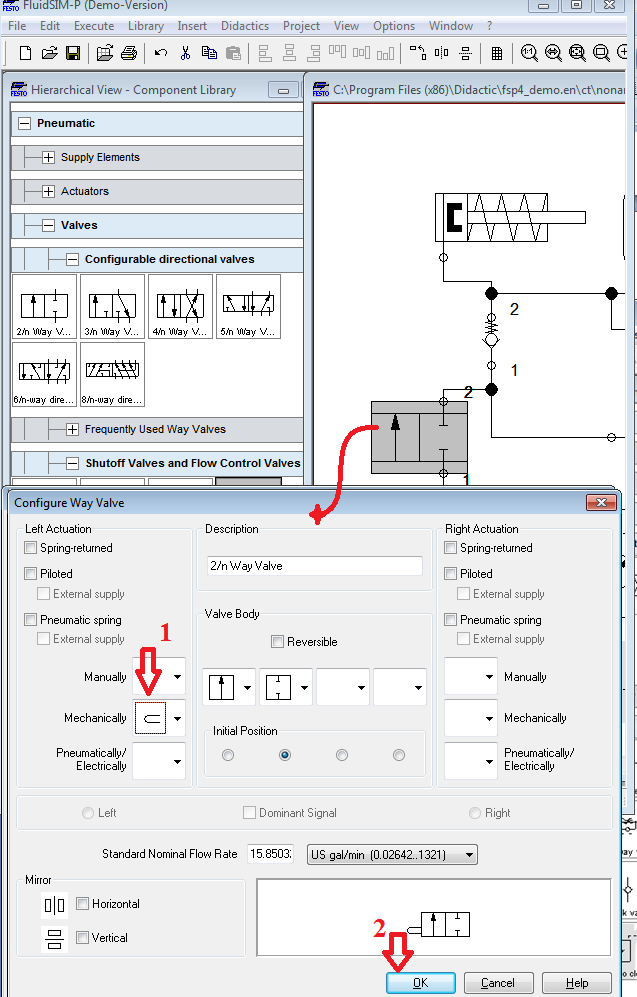 FluidSIM-P (Demo-Version)
File Edit Execute Library Insert Didactics Project View Options Window ?
FESTO Hierarchical View - Component Library
FESTO C:\Program Files (x86)\Didactic\fsp4_demo.en\ct\nonar
Pneumatic
Supply Elements
Actuators
Valves
Configurable directional valves
2/n Way V... 3/n Way V... 4/n Way V... 5/n Way V...
6/n-way dire... 8/n-way dire...
Frequently Used Way Valves
Shutoff Valves and Flow Control Valves
2
1
2
1
Configure Way Valve
Left Actuation
Spring-returned
Piloted
External supply
Pneumatic spring
External supply
1
Manually
Mechanically
Pneumatically/
Electrically
Description
2/n Way Valve
Valve Body
Reversible
Initial Position
Right Actuation
Spring-returned
Piloted
External supply
Pneumatic spring
External supply
Manually
Mechanically
Pneumatically/
Electrically
Left Dominant Signal Right
Standard Nominal Flow Rate 15.8503 US gal/min (0.02642..1321)
Mirror
Horizontal
Vertical
2
OK Cancel Help